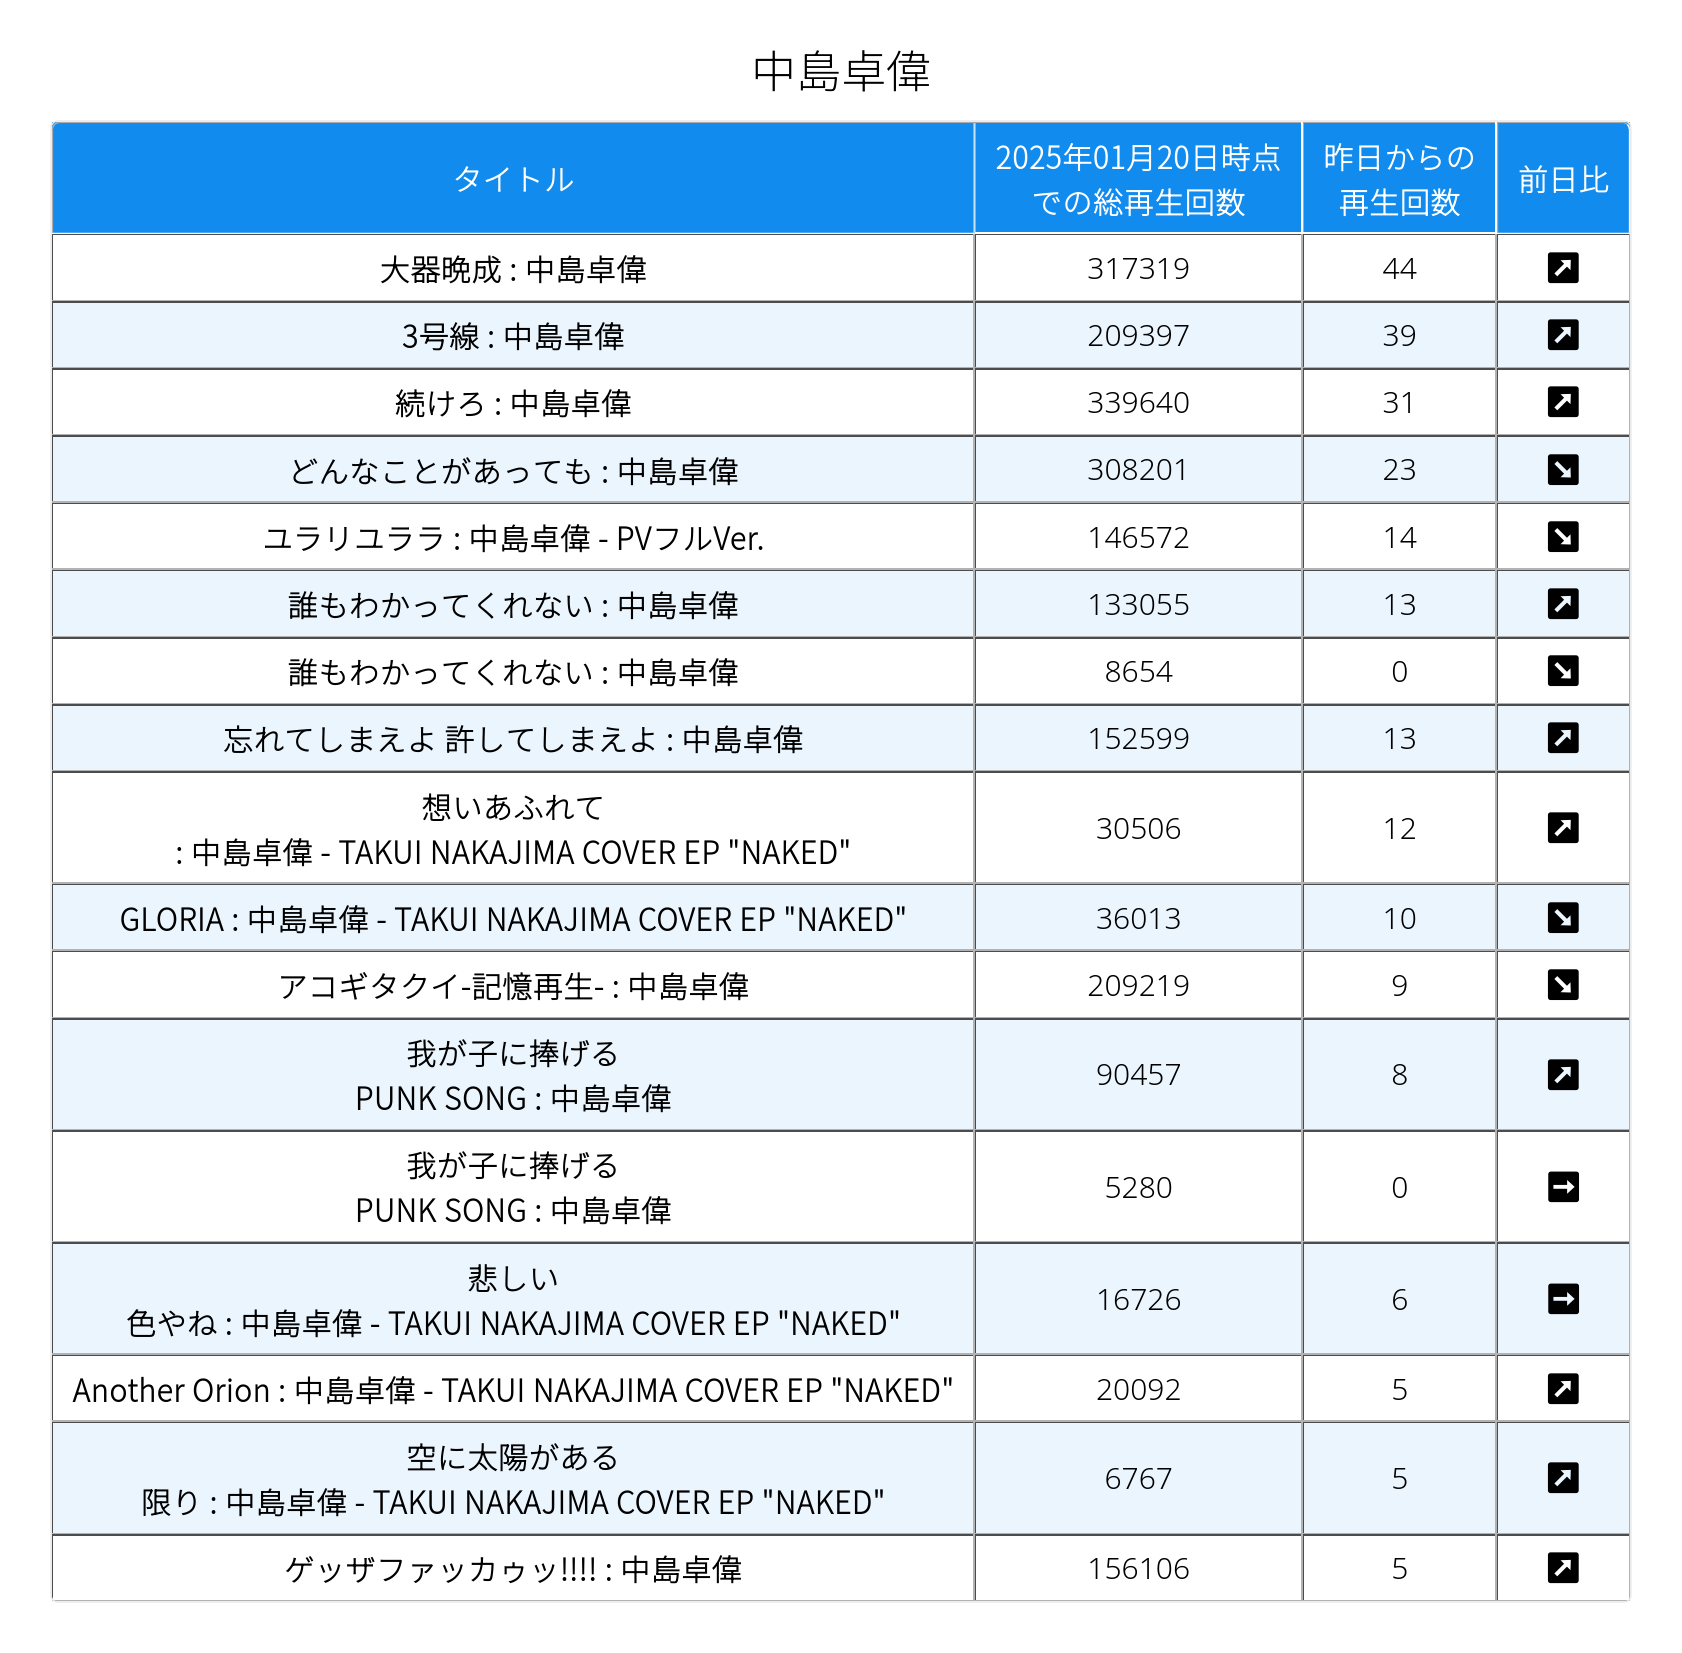 中島卓偉
タイトル
2025年01月20日時点
での総再生回数
昨日からの
再生回数
前日比
大器晩成 : 中島卓偉 317319 44 ↗
3号線 : 中島卓偉 209397 39 ↗
続けろ : 中島卓偉 339640 31 ↗
どんなことがあっても : 中島卓偉 308201 23 ↘
ユラリユララ : 中島卓偉 - PVフルVer. 146572 14 ↘
誰もわかってくれない : 中島卓偉 133055 13 ↗
誰もわかってくれない : 中島卓偉 8654 0 ↘
忘れてしまえよ 許してしまえよ : 中島卓偉 152599 13 ↗
想いあふれて
: 中島卓偉 - TAKUI NAKAJIMA COVER EP "NAKED" 30506 12 ↗
GLORIA : 中島卓偉 - TAKUI NAKAJIMA COVER EP "NAKED" 36013 10 ↘
アコギタクイ-記憶再生- : 中島卓偉 209219 9 ↘
我が子に捧げる
PUNK SONG : 中島卓偉 90457 8 ↗
我が子に捧げる
PUNK SONG : 中島卓偉 5280 0 →
悲しい
色やね : 中島卓偉 - TAKUI NAKAJIMA COVER EP "NAKED" 16726 6 →
Another Orion : 中島卓偉 - TAKUI NAKAJIMA COVER EP "NAKED" 20092 5 ↗
空に太陽がある
限り : 中島卓偉 - TAKUI NAKAJIMA COVER EP "NAKED" 6767 5 ↗
ゲッザファッカゥッ!!!! : 中島卓偉 156106 5 ↗